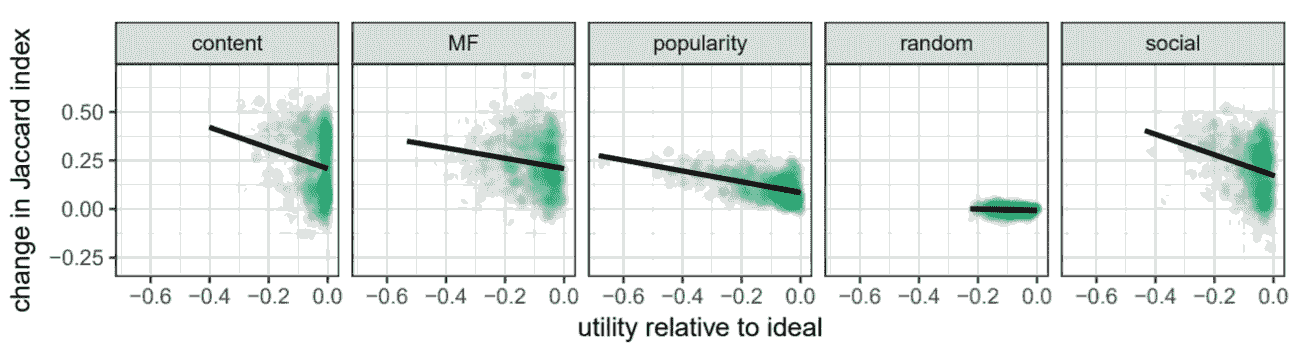 content MF popularity random social
change in Jaccard index
0.50
0.25
0.00
−0.25
−0.6 −0.4 −0.2 0.0 −0.6 −0.4 −0.2 0.0 −0.6 −0.4 −0.2 0.0 −0.6 −0.4 −0.2 0.0 −0.6 −0.4 −0.2 0.0
utility relative to ideal